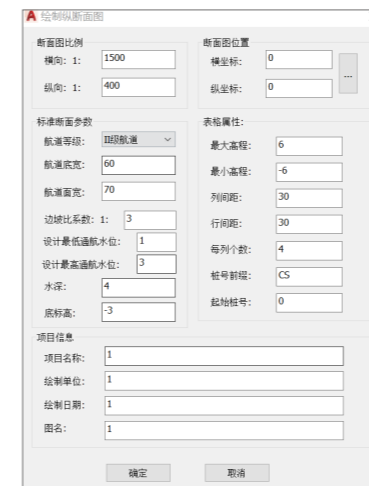 绘制纵断面图
断面图比例
横向: 1: 1500
纵向: 1: 400
断面图位置
横坐标: 0
纵坐标: 0
...
标准断面参数
航道等级: II级航道
航道底宽: 60
航道面宽: 70
边坡比系数: 1: 3
设计最低通航水位: 1
设计最高通航水位: 3
水深: 4
底标高: -3
表格属性:
最大高程: 6
最小高程: -6
列间距: 30
行间距: 30
每列个数: 4
桩号前缀: CS
起始桩号: 0
项目信息
项目名称: 1
绘制单位: 1
绘制日期: 1
图名: 1
确定 取消